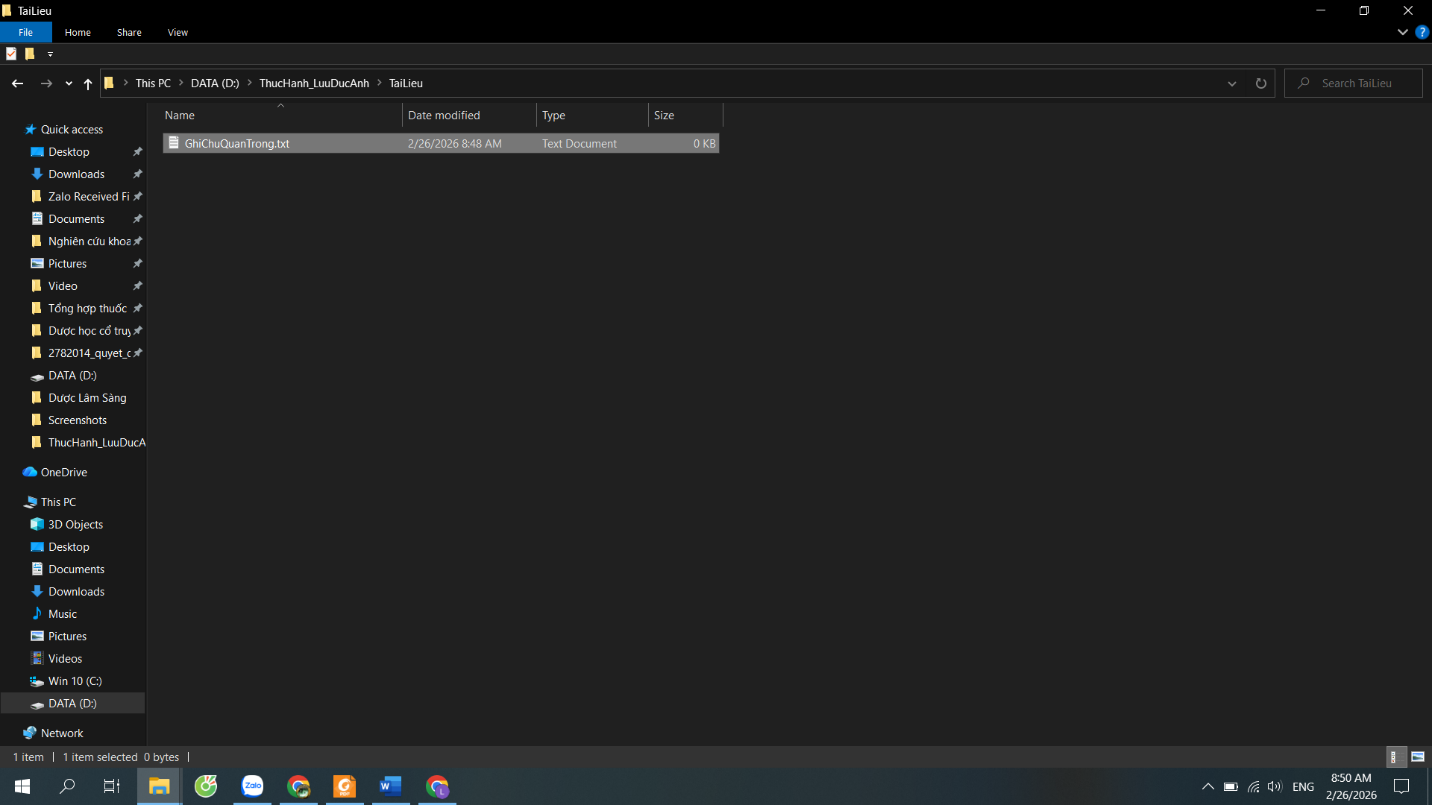 TaiLieu
File Home Share View
This PC DATA (D:) ThucHanh_LuuDucAnh TaiLieu
Search TaiLieu
Name Date modified Type Size
GhiChuQuanTrong.txt 2/26/2026 8:48 AM Text Document 0 KB
Quick access
Desktop
Downloads
Zalo Received Fi
Documents
Nghiên cứu khoa
Pictures
Video
Tổng hợp thuốc
Dược học cổ truy
2782014_quyet_c
DATA (D:)
Dược Lâm Sàng
Screenshots
ThucHanh_LuuDucA
OneDrive
This PC
3D Objects
Desktop
Documents
Downloads
Music
Pictures
Videos
Win 10 (C:)
DATA (D:)
Network
1 item 1 item selected 0 bytes
Zalo
W
L
ENG
8:50 AM
2/26/2026